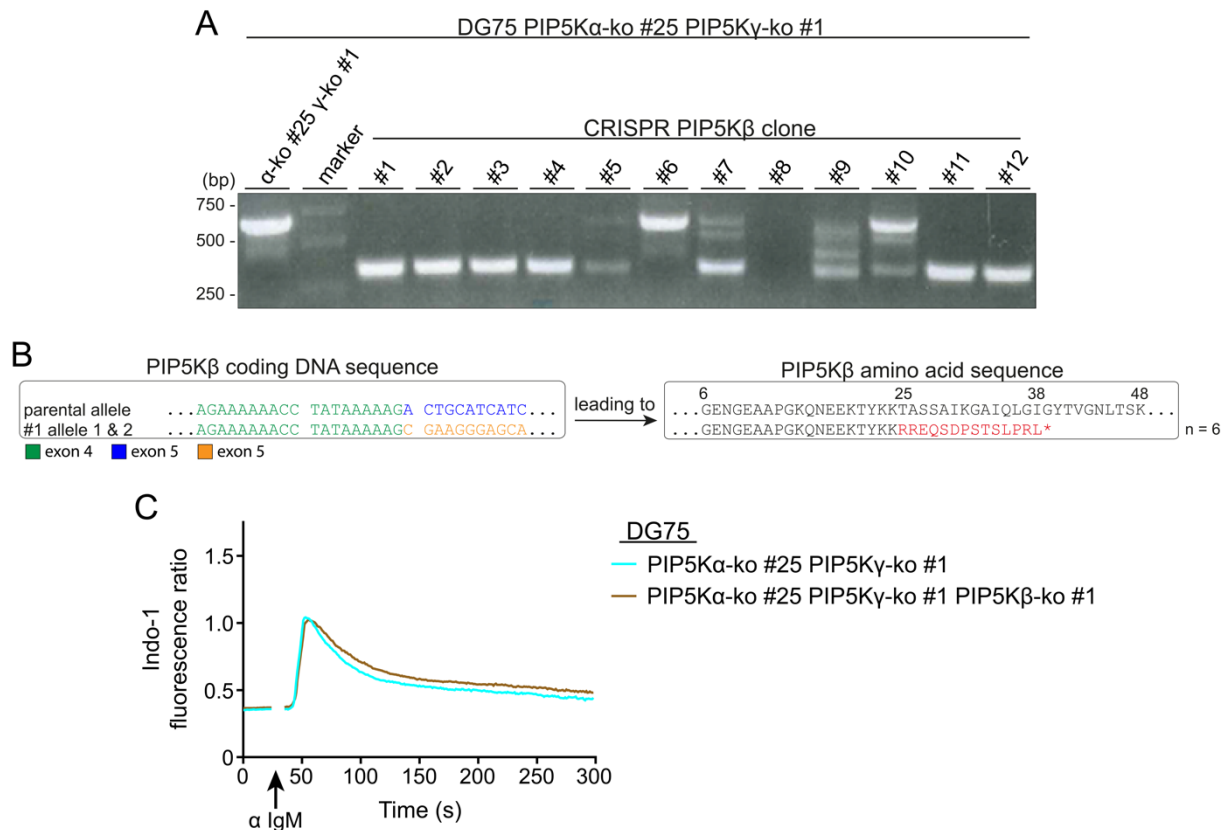 A
DG75 PIP5Kα-ko #25 PIP5Kγ-ko #1
CRISPR PIP5Kβ clone
α-ko #25 γ-ko #1
marker
#1 #2 #3 #4 #5 #6 #7 #8 #9 #10 #11 #12
(bp)
750 -
500 -
250 -
B
PIP5Kβ coding DNA sequence
parental allele ...AGAAAAAACC TATAAAAAGA CTGCATCATC...
#1 allele 1 & 2 ...AGAAAAAACC TATAAAAAGC GAAGGGAGCA...
exon 4 exon 5 exon 5
leading to
PIP5Kβ amino acid sequence
6 25 38 48
...GENGEAAPGKQNEEKTYKKTASSAIKGAIQLGIGYTVGNLTSK...
...GENGEAAPGKQNEEKTYKKRREQSDPSTSLPRL*
n = 6
C
Indo-1
fluorescence ratio
1.5
1.0
0.5
0
0 50 100 150 200 250 300
Time (s)
α IgM
DG75
PIP5Kα-ko #25 PIP5Kγ-ko #1
PIP5Kα-ko #25 PIP5Kγ-ko #1 PIP5Kβ-ko #1